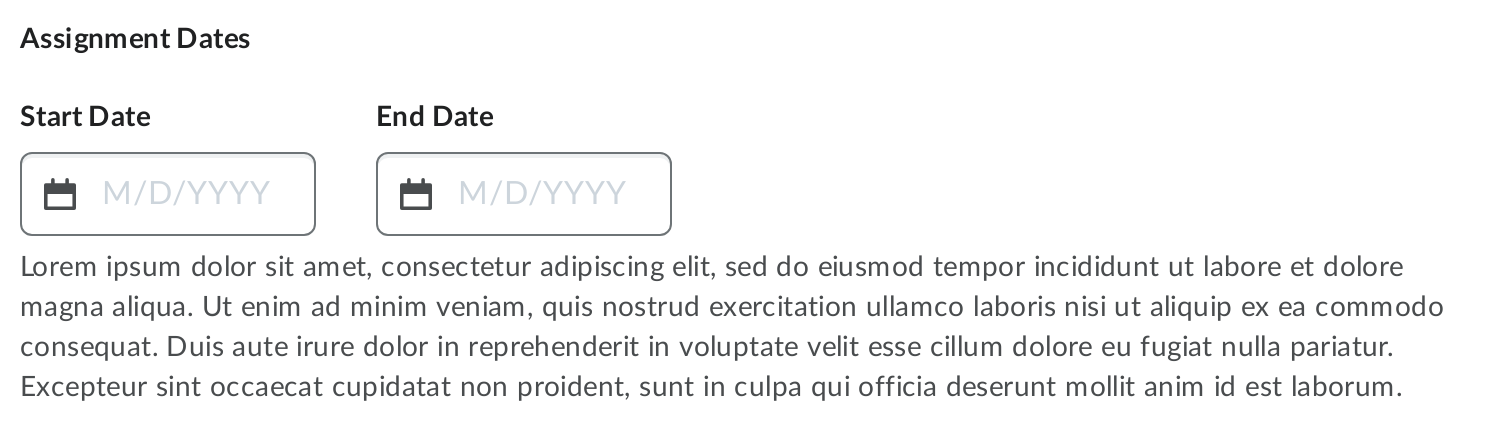 Assignment Dates
Start Date End Date
M/D/YYYY M/D/YYYY
Lorem ipsum dolor sit amet, consectetur adipiscing elit, sed do eiusmod tempor incididunt ut labore et dolore
magna aliqua. Ut enim ad minim veniam, quis nostrud exercitation ullamco laboris nisi ut aliquip ex ea commodo
consequat. Duis aute irure dolor in reprehenderit in voluptate velit esse cillum dolore eu fugiat nulla pariatur.
Excepteur sint occaecat cupidatat non proident, sunt in culpa qui officia deserunt mollit anim id est laborum.